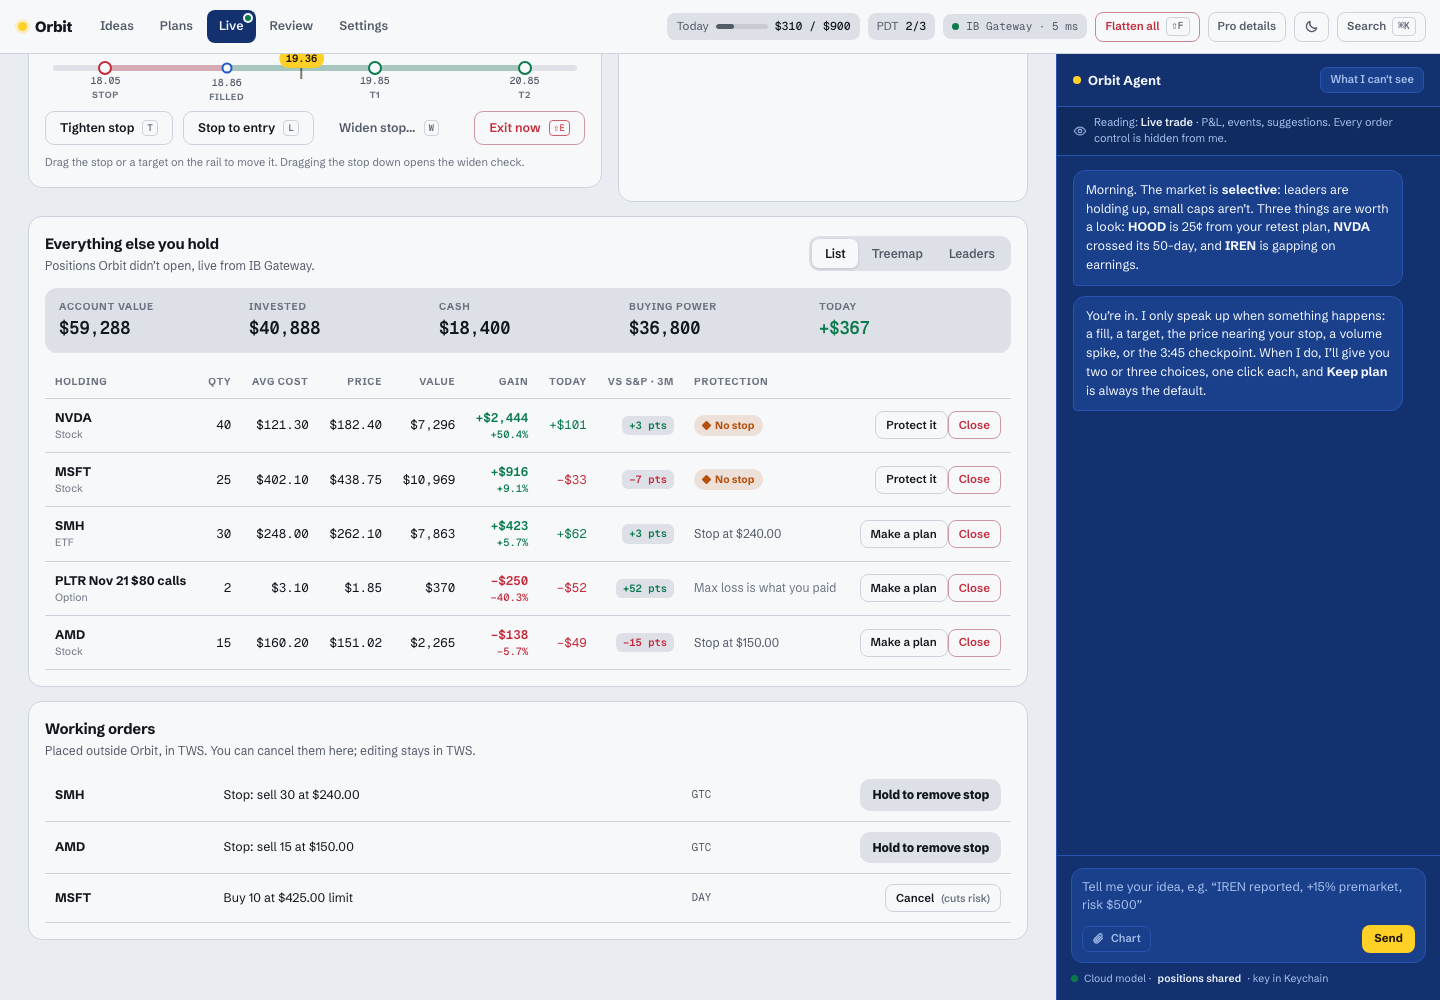 Orbit
Ideas
Plans
Live
Review
Settings
Today $310 / $900
PDT 2/3
IB Gateway · 5 ms
Flatten all ⇧F
Pro details
Search ⌘K
19.36
18.05
STOP
18.86
FILLED
19.85
T1
20.85
T2
Tighten stop T
Stop to entry L
Widen stop… W
Exit now ⇧E
Drag the stop or a target on the rail to move it. Dragging the stop down opens the widen check.
Everything else you hold
Positions Orbit didn’t open, live from IB Gateway.
List Treemap Leaders
ACCOUNT VALUE INVESTED CASH BUYING POWER TODAY
$59,288 $40,888 $18,400 $36,800 +$367
HOLDING QTY AVG COST PRICE VALUE GAIN TODAY VS S&P · 3M PROTECTION
NVDA 40 $121.30 $182.40 $7,296 +$2,444 +$101 +3 pts ◆ No stop Protect it Close
Stock +50.4%
MSFT 25 $402.10 $438.75 $10,969 +$916 −$33 −7 pts ◆ No stop Protect it Close
Stock +9.1%
SMH 30 $248.00 $262.10 $7,863 +$423 +$62 +3 pts Stop at $240.00 Make a plan Close
ETF +5.7%
PLTR Nov 21 $80 calls 2 $3.10 $1.85 $370 −$250 −$52 +52 pts Max loss is what you paid Make a plan Close
Option −40.3%
AMD 15 $160.20 $151.02 $2,265 −$138 −$49 −15 pts Stop at $150.00 Make a plan Close
Stock −5.7%
Working orders
Placed outside Orbit, in TWS. You can cancel them here; editing stays in TWS.
SMH Stop: sell 30 at $240.00 GTC Hold to remove stop
AMD Stop: sell 15 at $150.00 GTC Hold to remove stop
MSFT Buy 10 at $425.00 limit DAY Cancel (cuts risk)
Orbit Agent
What I can't see
Reading: Live trade · P&L, events, suggestions. Every order
control is hidden from me.
Morning. The market is selective: leaders are
holding up, small caps aren’t. Three things are worth
a look: HOOD is 25¢ from your retest plan, NVDA
crossed its 50-day, and IREN is gapping on
earnings.
You’re in. I only speak up when something happens:
a fill, a target, the price nearing your stop, a volume
spike, or the 3:45 checkpoint. When I do, I’ll give you
two or three choices, one click each, and Keep plan
is always the default.
Tell me your idea, e.g. “IREN reported, +15% premarket,
risk $500”
Chart
Send
Cloud model · positions shared · key in Keychain